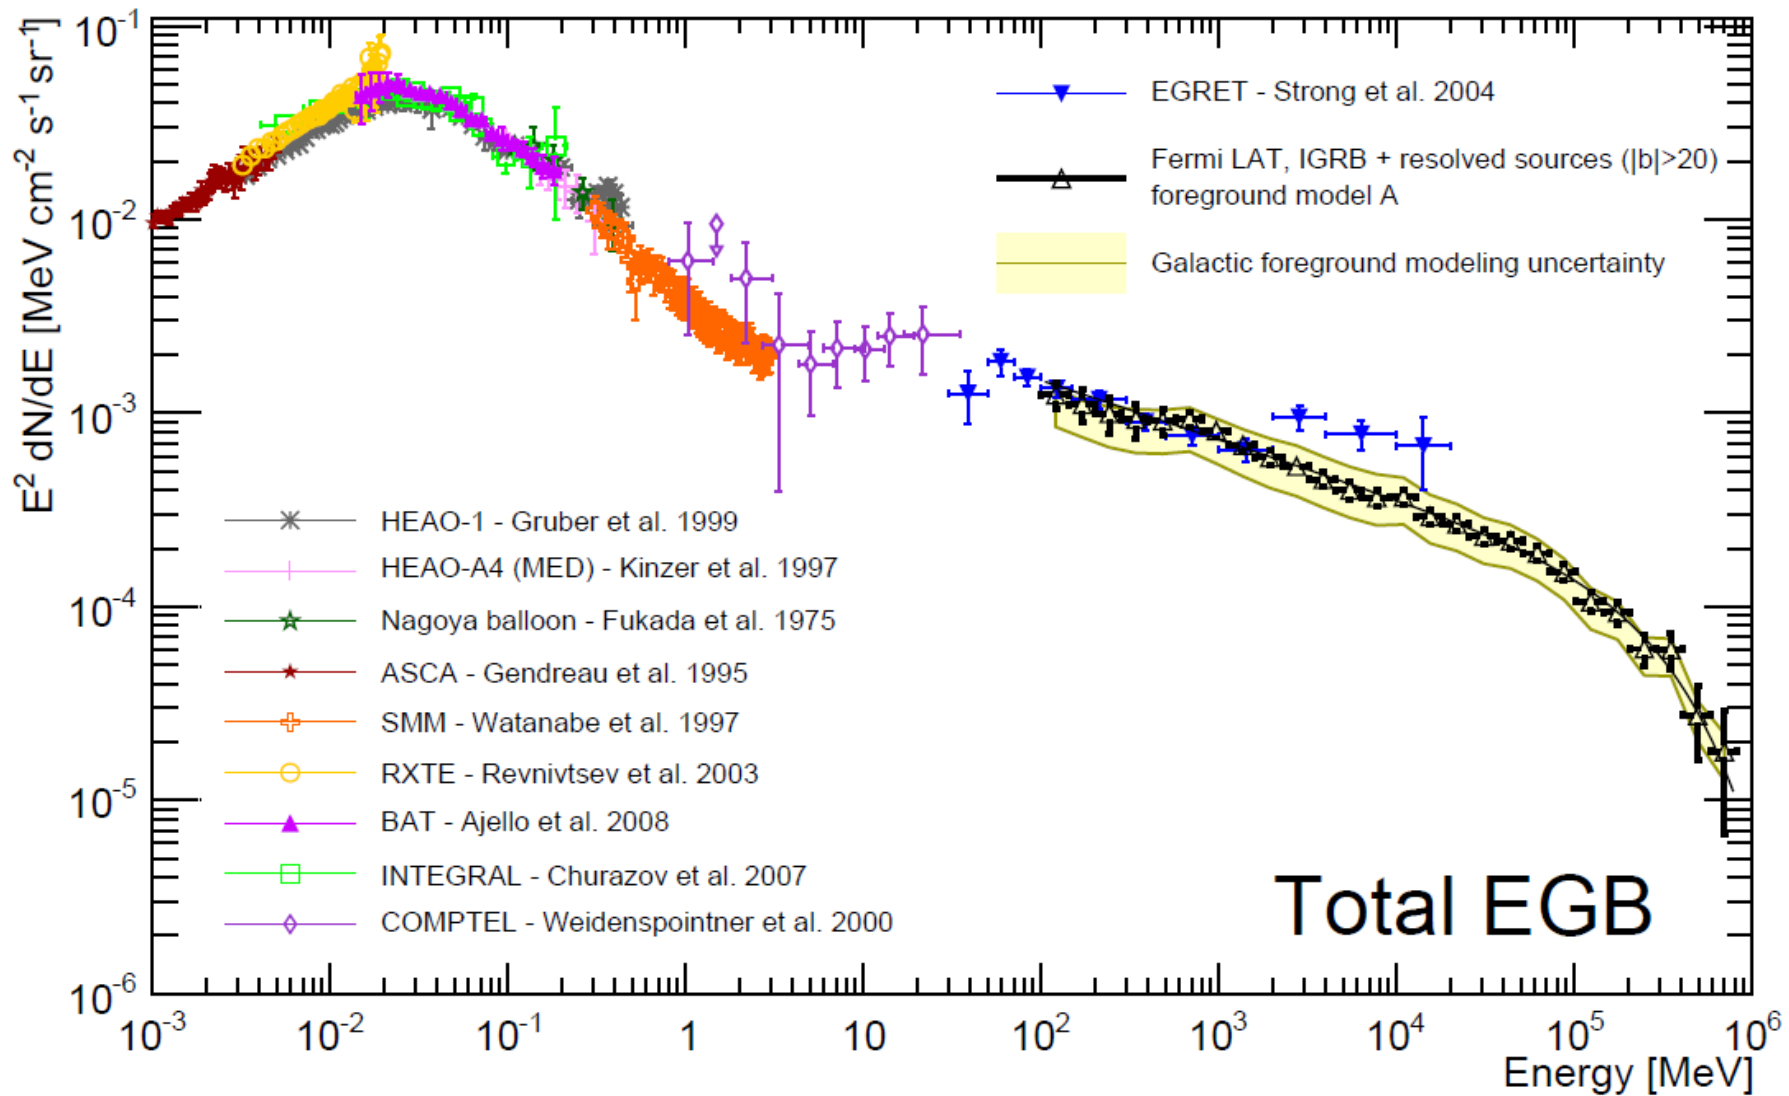 E² dN/dE [MeV cm⁻² s⁻¹ sr⁻¹]
10⁻¹
10⁻²
10⁻³
10⁻⁴
10⁻⁵
10⁻⁶
EGRET - Strong et al. 2004
Fermi LAT, IGRB + resolved sources (|b|>20)
foreground model A
Galactic foreground modeling uncertainty
HEAO-1 - Gruber et al. 1999
HEAO-A4 (MED) - Kinzer et al. 1997
Nagoya balloon - Fukada et al. 1975
ASCA - Gendreau et al. 1995
SMM - Watanabe et al. 1997
RXTE - Revnivtsev et al. 2003
BAT - Ajello et al. 2008
INTEGRAL - Churazov et al. 2007
COMPTEL - Weidenspointner et al. 2000
Total EGB
10⁻³ 10⁻² 10⁻¹ 1 10 10² 10³ 10⁴ 10⁵ 10⁶
Energy [MeV]